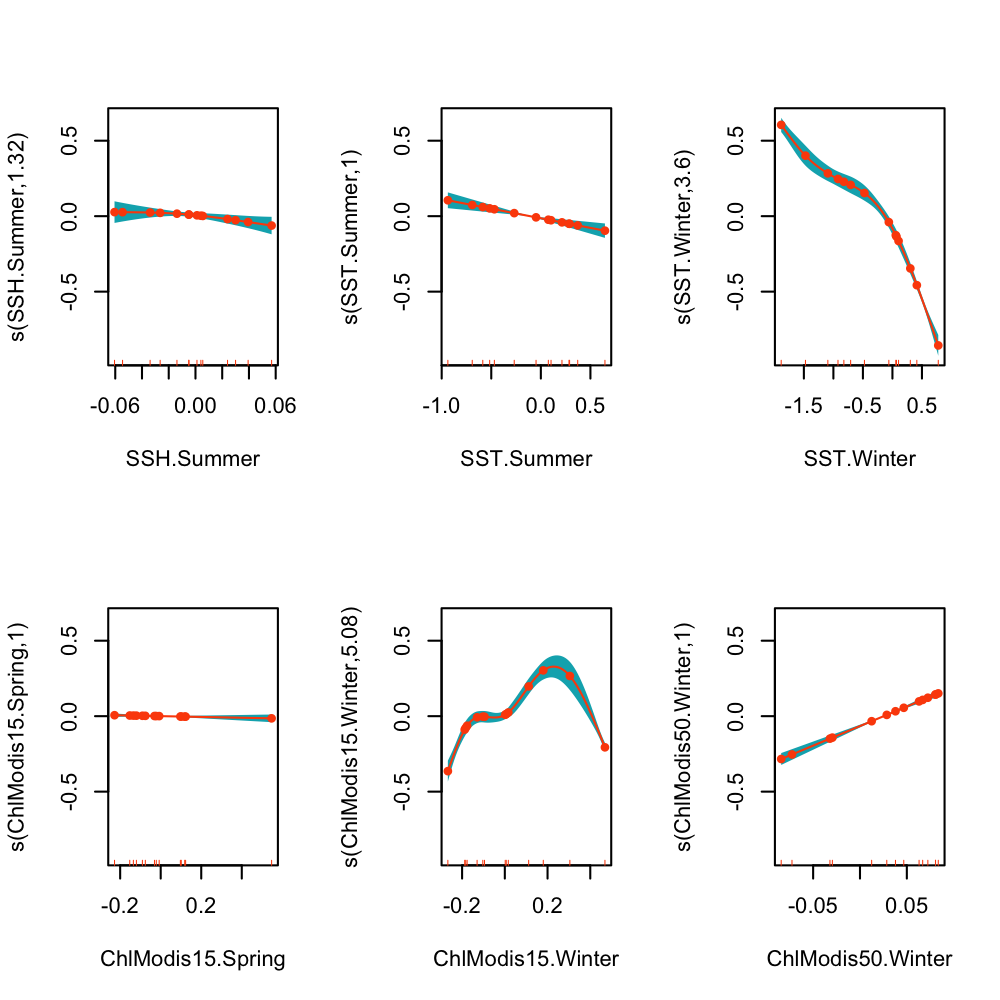 s(SSH.Summer,1.32)
0.5
0.0
-0.5
-0.06 0.00 0.06
SSH.Summer
s(SST.Summer,1)
0.5
0.0
-0.5
-1.0 0.0 0.5
SST.Summer
s(SST.Winter,3.6)
0.5
0.0
-0.5
-1.5 -0.5 0.5
SST.Winter
s(ChlModis15.Spring,1)
0.5
0.0
-0.5
-0.2 0.2
ChlModis15.Spring
s(ChlModis15.Winter,5.08)
0.5
0.0
-0.5
-0.2 0.2
ChlModis15.Winter
s(ChlModis50.Winter,1)
0.5
0.0
-0.5
-0.05 0.05
ChlModis50.Winter